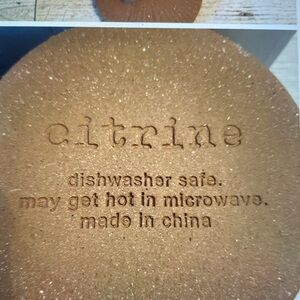 citrine
dishwasher safe.
may get hot in microwave.
made in china